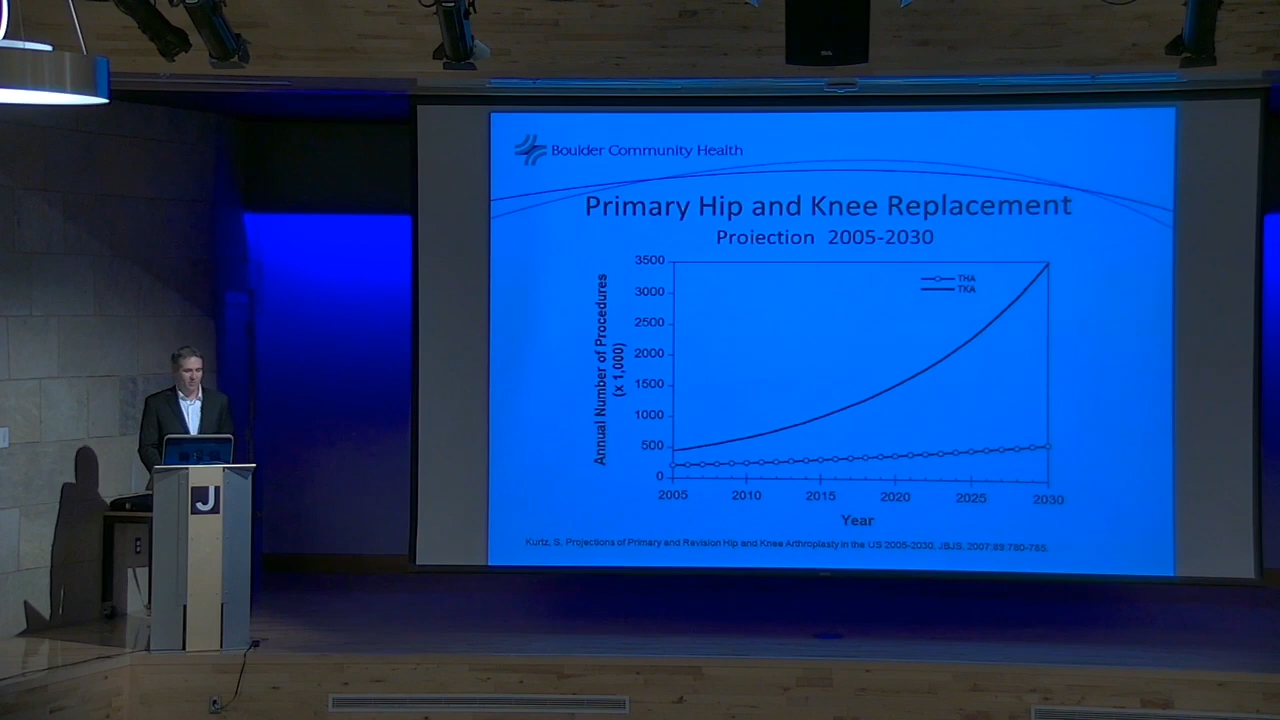 Boulder Community Health
Primary Hip and Knee Replacement
Projection 2005-2030
3500
3000
2500
2000
1500
1000
500
0
Annual Number of Procedures
(x 1,000)
THA
TKA
2005 2010 2015 2020 2025 2030
Year
Kurtz, S, Projections of Primary and Revision Hip and Knee Arthroplasty in the US 2005-2030, JBJS, 2007;89:780-785.
J